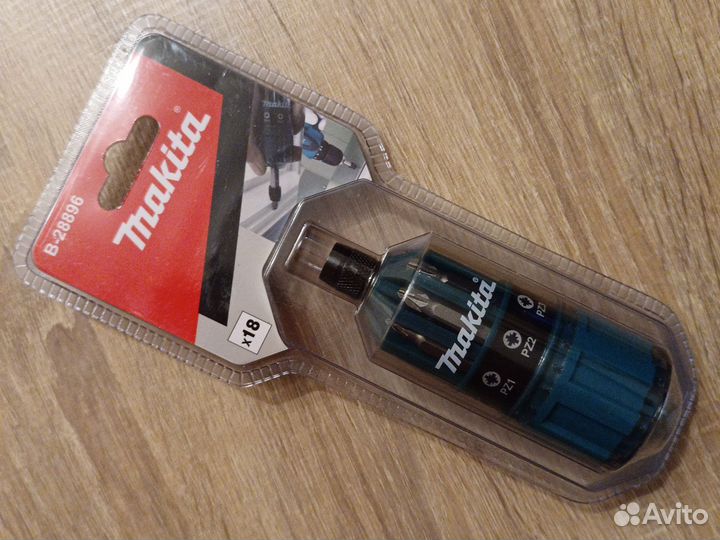 B-28896
makita®
x18
makita®
PZ1
PZ2
PZ3
Avito